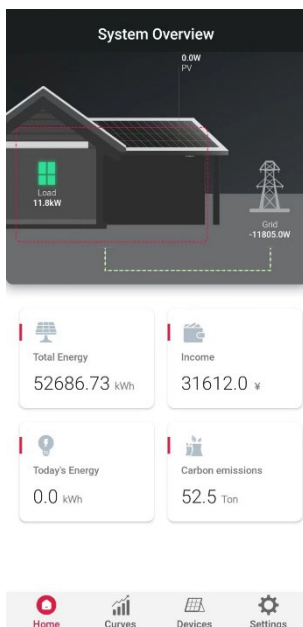 System Overview
0.0W
PV
Load
11.8kW
Grid
-11805.0W
Total Energy
52686.73 kWh
Income
31612.0 ¥
Today's Energy
0.0 kWh
Carbon emissions
52.5 Ton
Home
Curves
Devices
Settings